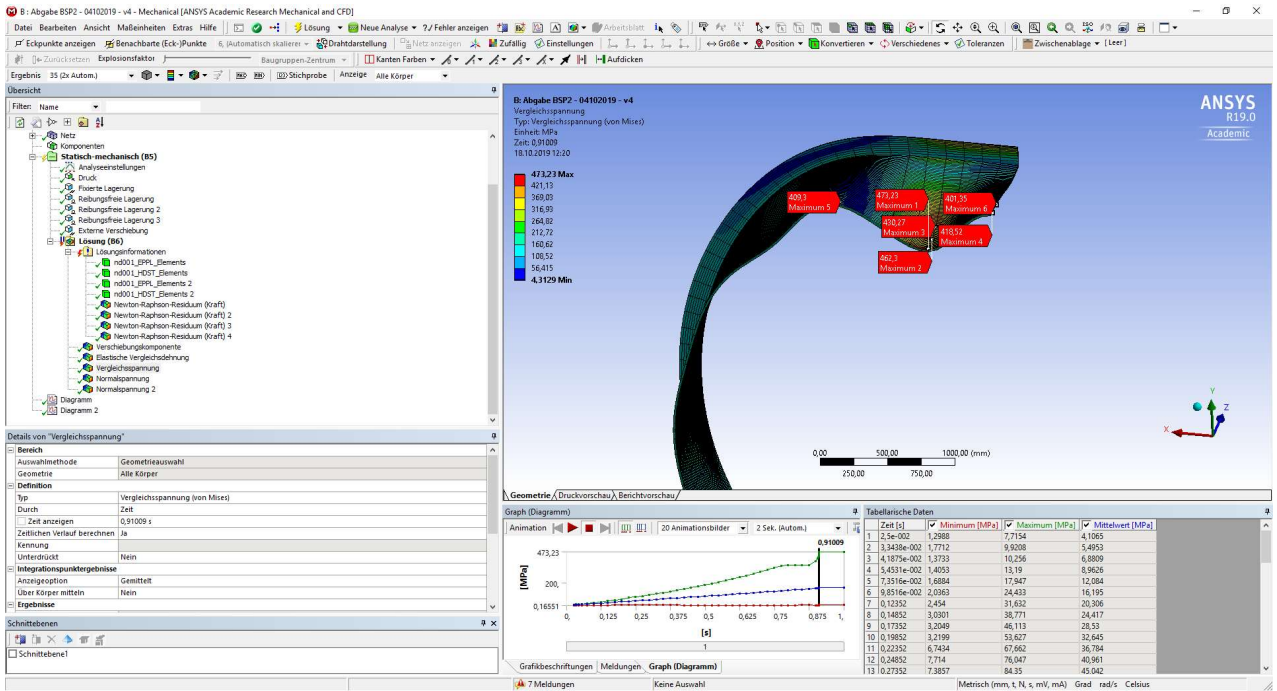 B : Abgabe BSP2 - 04102019 - v4 - Mechanical [ANSYS Academic Research Mechanical and CFD]
Datei Bearbeiten Ansicht Maßeinheiten Extras Hilfe Lösung Neue Analyse ?/ Fehler anzeigen Arbeitsblatt
Eckpunkte anzeigen Benachbarte (Eck-)Punkte 6, (Automatisch skalieren Drahtdarstellung Netz anzeigen Zufällig Einstellungen Größe Position Konvertieren Verschiedenes Toleranzen Zwischenablage [Leer]
Zurücksetzen Explosionsfaktor Baugruppen-Zentrum Kanten Farben Aufdicken
Ergebnis 35 (2x Autom.) Stichprobe Anzeige Alle Körper
Übersicht
Filter: Name
Netz
Komponenten
Statisch-mechanisch (B5)
Analyseeinstellungen
Druck
Fixierte Lagerung
Reibungsfreie Lagerung
Reibungsfreie Lagerung 2
Reibungsfreie Lagerung 3
Externe Verschiebung
Lösung (B6)
Lösungsinformationen
nd001_EPPL_Elements
nd001_HDST_Elements
nd001_EPPL_Elements 2
nd001_HDST_Elements 2
Newton-Raphson-Residuum (Kraft)
Newton-Raphson-Residuum (Kraft) 2
Newton-Raphson-Residuum (Kraft) 3
Newton-Raphson-Residuum (Kraft) 4
Verschiebungskomponente
Elastische Vergleichsdehnung
Vergleichsspannung
Normalspannung
Normalspannung 2
Diagramm
Diagramm 2
Details von "Vergleichsspannung"
Bereich
Auswahlmethode Geometrieauswahl
Geometrie Alle Körper
Definition
Typ Vergleichsspannung (von Mises)
Durch Zeit
Zeit anzeigen 0,91009 s
Zeitlichen Verlauf berechnen Ja
Kennung
Unterdrückt Nein
Integrationspunktergebnisse
Anzeigeoption Gemittelt
Über Körper mitteln Nein
Ergebnisse
Schnittebenen
Schnittebene1
B: Abgabe BSP2 - 04102019 - v4
Vergleichsspannung
Typ: Vergleichsspannung (von Mises)
Einheit: MPa
Zeit: 0,91009
18.10.2019 12:20
473,23 Max
421,13
369,03
316,93
264,82
212,72
160,62
108,52
56,415
4,3129 Min
ANSYS
R19.0
Academic
409,3
Maximum 5
473,23
Maximum 1
401,35
Maximum 6
430,27
Maximum 3
418,52
Maximum 4
462,3
Maximum 2
Y
Z
X
0,00 500,00 1000,00 (mm)
250,00 750,00
Geometrie Druckvorschau Berichtvorschau
Graph (Diagramm)
Animation 20 Animationsbilder 2 Sek. (Autom.)
0,91009
473,23
200,
0,16551
[MPa]
0, 0,125 0,25 0,375 0,5 0,625 0,75 0,875 1,
[s]
1
Grafikbeschriftungen Meldungen Graph (Diagramm)
Tabellarische Daten
Zeit [s] Minimum [MPa] Maximum [MPa] Mittelwert [MPa]
1 2,5e-002 1,2988 7,7154 4,1065
2 3,3438e-002 1,7712 9,9208 5,4953
3 4,1875e-002 1,3733 10,256 6,8809
4 5,4531e-002 1,4053 13,19 8,9626
5 7,3516e-002 1,6884 17,947 12,084
6 9,8516e-002 2,0363 24,433 16,195
7 0,12352 2,454 31,632 20,306
8 0,14852 3,0301 38,771 24,417
9 0,17352 3,2049 46,113 28,53
10 0,19852 3,2199 53,627 32,645
11 0,22352 6,7434 67,662 36,784
12 0,24852 7,714 76,047 40,961
13 0,27352 7,3857 84,35 45,042
7 Meldungen Keine Auswahl Metrisch (mm, t, N, s, mV, mA) Grad rad/s Celsius